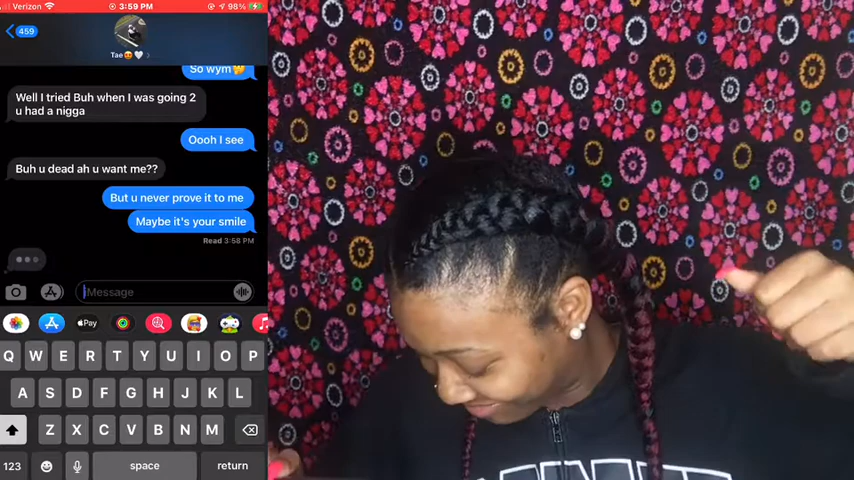 Verizon 3:59 PM 98%
459
Tae😍🤍 >
So wym🤔
Well I tried Buh when I was going 2
u had a nigga
Oooh I see
Buh u dead ah u want me??
But u never prove it to me
Maybe it's your smile
Read 3:58 PM
Message
Pay
Q W E R T Y U I O P
A S D F G H J K L
Z X C V B N M
123 space return